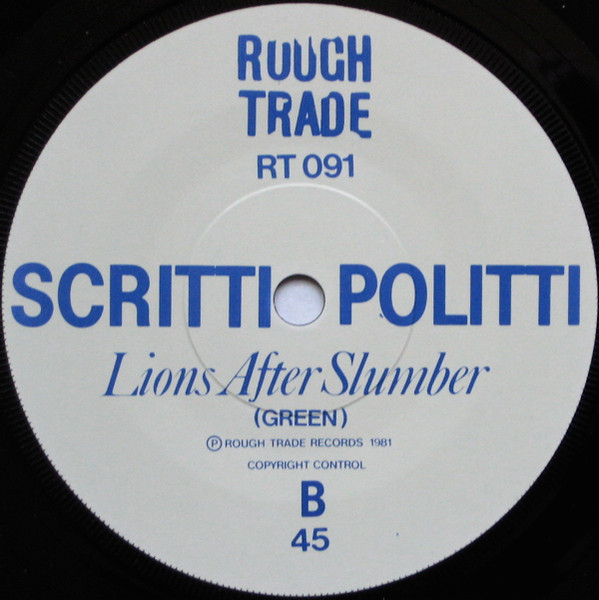 ROUGH
TRADE
RT 091
SCRITTI POLITTI
Lions After Slumber
(GREEN)
Ⓟ ROUGH TRADE RECORDS 1981
COPYRIGHT CONTROL
B
45